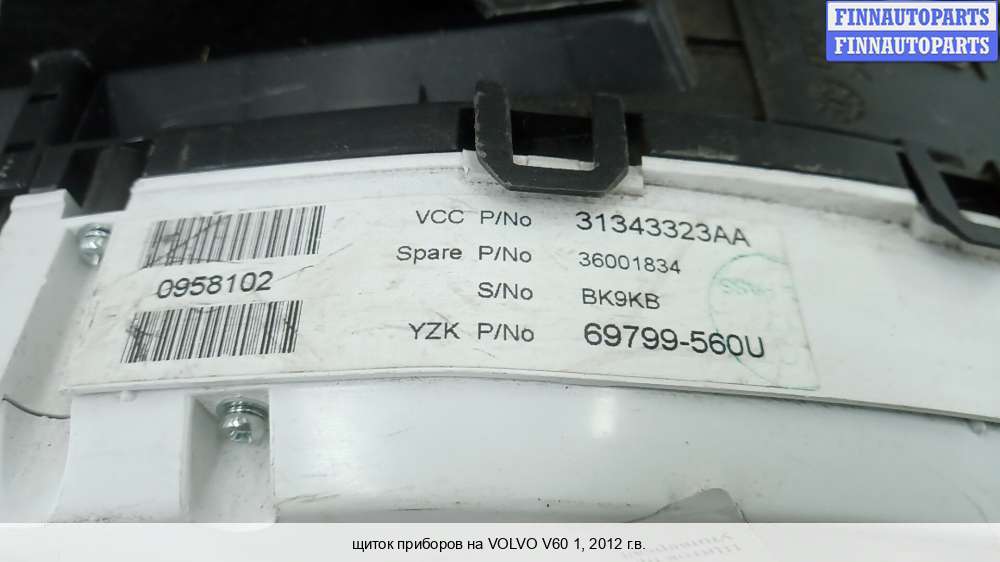 FINNAUTOPARTS
FINNAUTOPARTS
VCC P/No 31343323AA
Spare P/No 36001834
0958102
S/No BK9KB
YZK P/No 69799-560U
щиток приборов на VOLVO V60 1, 2012 г.в.